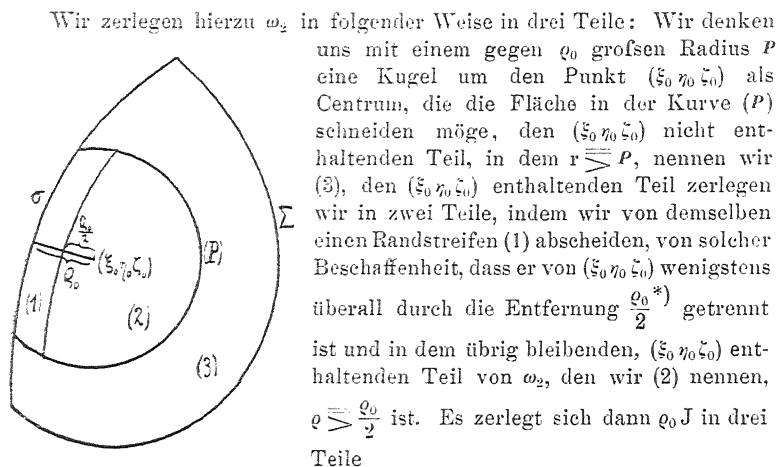 Wir zerlegen hierzu ω₂ in folgender Weise in drei Teile: Wir denken
uns mit einem gegen ϱ₀ grofsen Radius P
eine Kugel um den Punkt (ξ₀ η₀ ζ₀) als
Centrum, die die Fläche in der Kurve (P)
schneiden möge, den (ξ₀ η₀ ζ₀) nicht ent-
haltenden Teil, in dem r ⋝ P, nennen wir
(3), den (ξ₀ η₀ ζ₀) enthaltenden Teil zerlegen
wir in zwei Teile, indem wir von demselben
einen Randstreifen (1) abscheiden, von solcher
Beschaffenheit, dass er von (ξ₀ η₀ ζ₀) wenigstens
überall durch die Entfernung ϱ₀/2 *) getrennt
ist und in dem übrig bleibenden, (ξ₀ η₀ ζ₀) ent-
haltenden Teil von ω₂, den wir (2) nennen,
ϱ ⋝ ϱ₀/2 ist. Es zerlegt sich dann ϱ₀ J in drei
Teile
σ
Σ
ϱ₀/2
(P)
(ξ₀ η₀ ζ₀)
ϱ₀
(1)
(2)
(3)